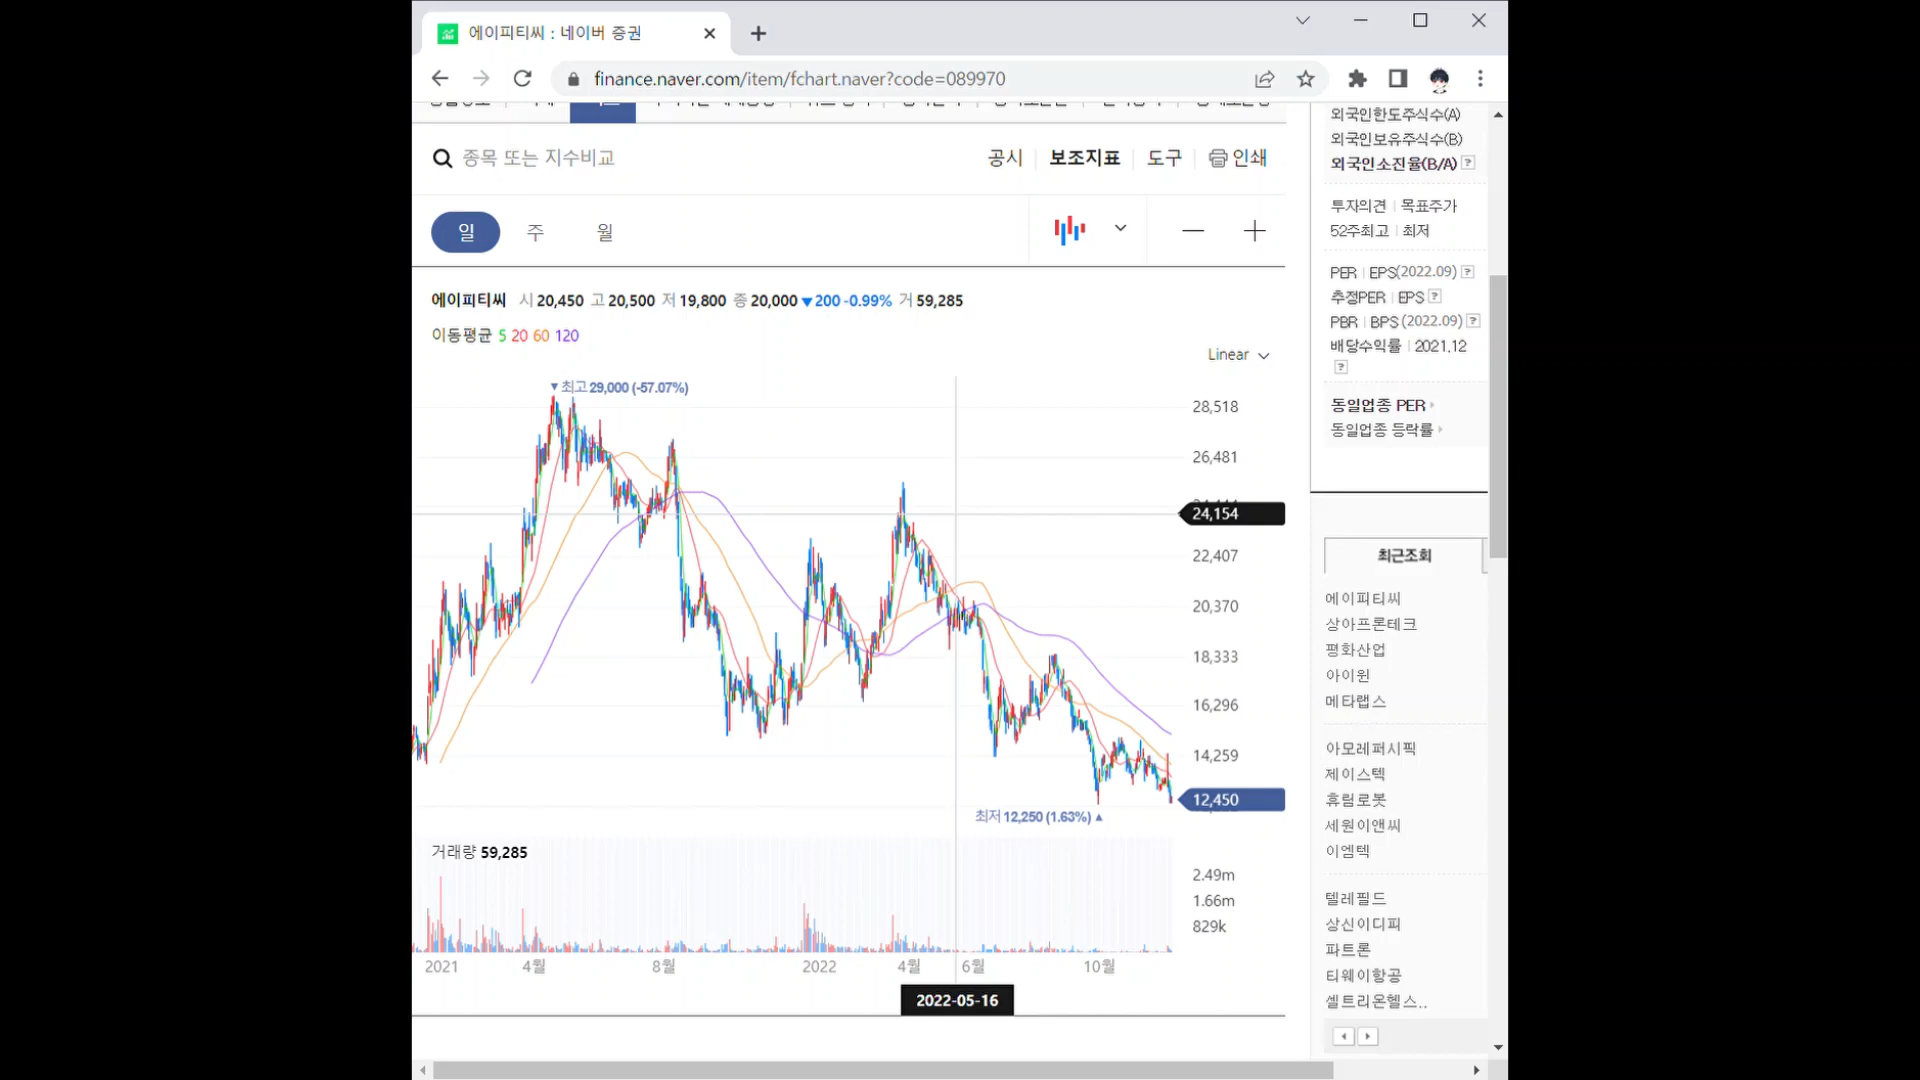 에이피티씨 : 네이버 증권
finance.naver.com/item/fchart.naver?code=089970
종목 또는 지수비교
공시 보조지표 도구 인쇄
일 주 월
에이피티씨 시 20,450 고 20,500 저 19,800 종 20,000 ▼200 -0.99% 거 59,285
이동평균 5 20 60 120
Linear
▼최고 29,000 (-57.07%)
28,518
26,481
24,154
22,407
20,370
18,333
16,296
14,259
12,450
최저 12,250 (1.63%) ▲
거래량 59,285
2.49m
1.66m
829k
2021 4월 8월 2022 4월 6월 10월
2022-05-16
외국인한도주식수(A)
외국인보유주식수(B)
외국인소진율(B/A) ?
투자의견 | 목표주가
52주최고 | 최저
PER | EPS(2022.09) ?
추정PER | EPS ?
PBR | BPS (2022.09) ?
배당수익률 | 2021.12
?
동일업종 PER
동일업종 등락률
최근조회
에이피티씨
상아프론테크
평화산업
아이윈
메타랩스
아모레퍼시픽
제이스텍
휴림로봇
세원이앤씨
이엠텍
텔레필드
상신이디피
파트론
티웨이항공
셀트리온헬스..